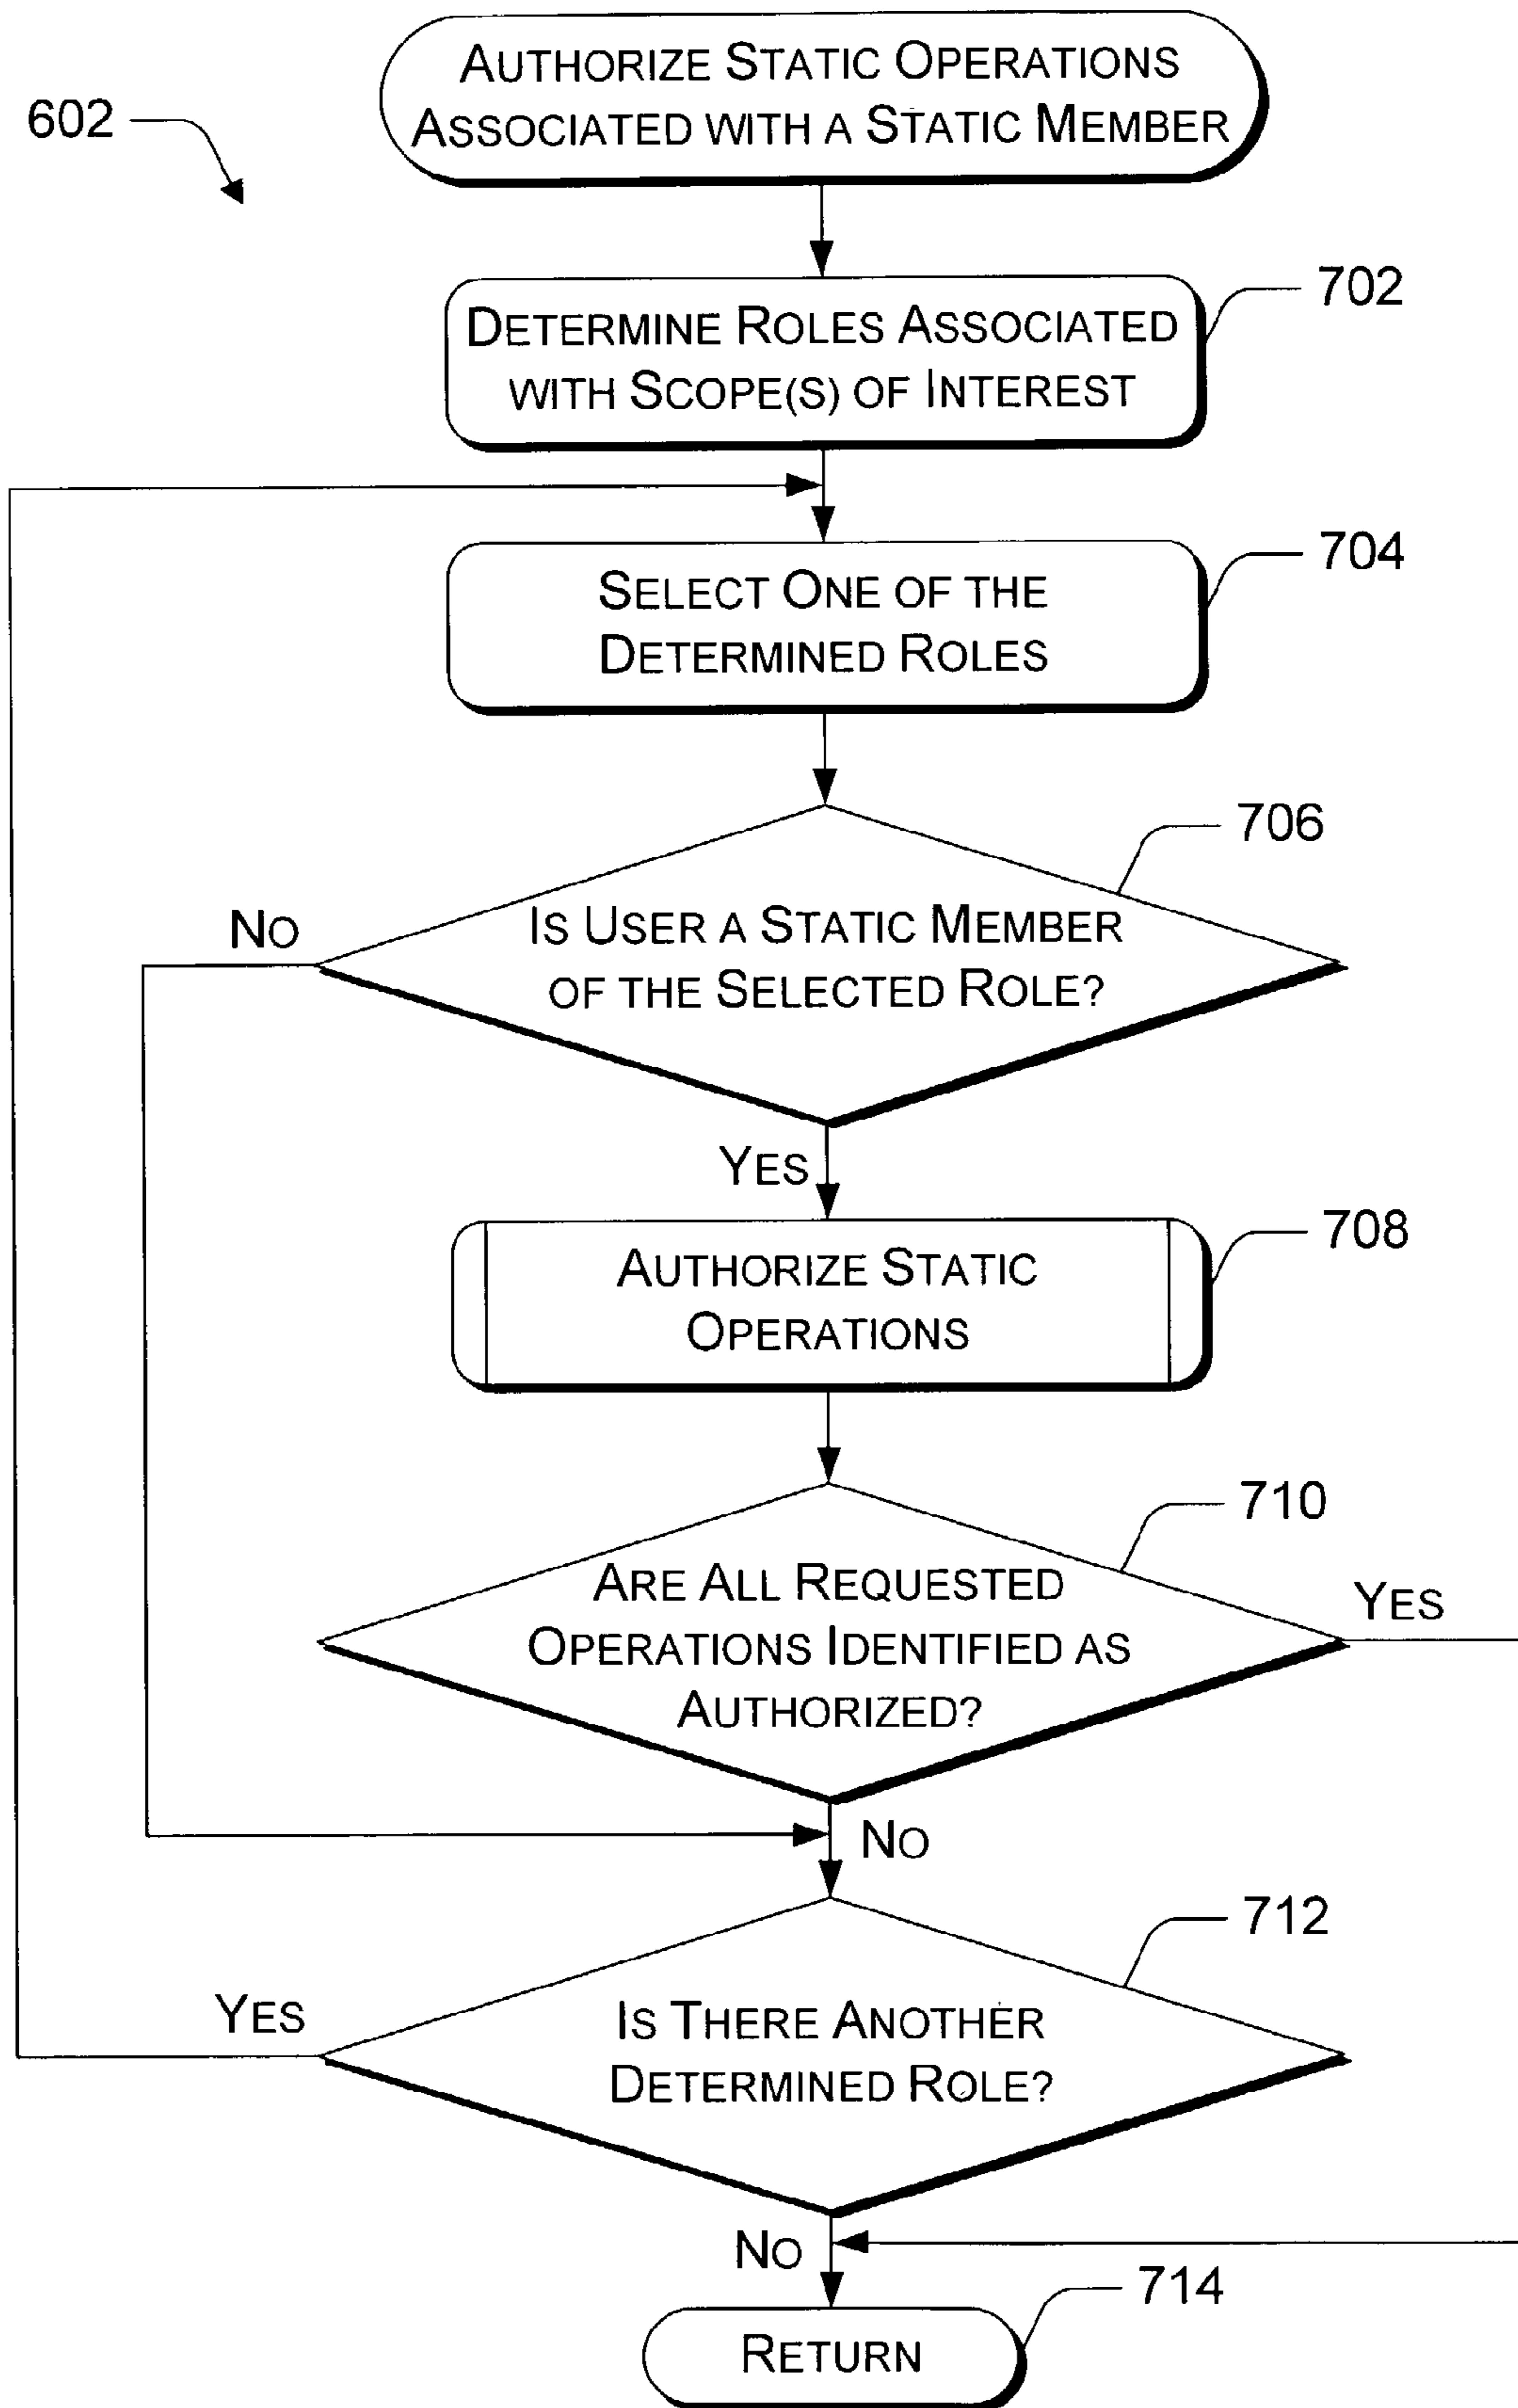 AUTHORIZE STATIC OPERATIONS
ASSOCIATED WITH A STATIC MEMBER
602
DETERMINE ROLES ASSOCIATED
WITH SCOPE(S) OF INTEREST
702
SELECT ONE OF THE
DETERMINED ROLES
704
706
IS USER A STATIC MEMBER
OF THE SELECTED ROLE?
NO
YES
AUTHORIZE STATIC
OPERATIONS
708
710
ARE ALL REQUESTED
OPERATIONS IDENTIFIED AS
AUTHORIZED?
YES
NO
712
IS THERE ANOTHER
DETERMINED ROLE?
YES
NO
714
RETURN